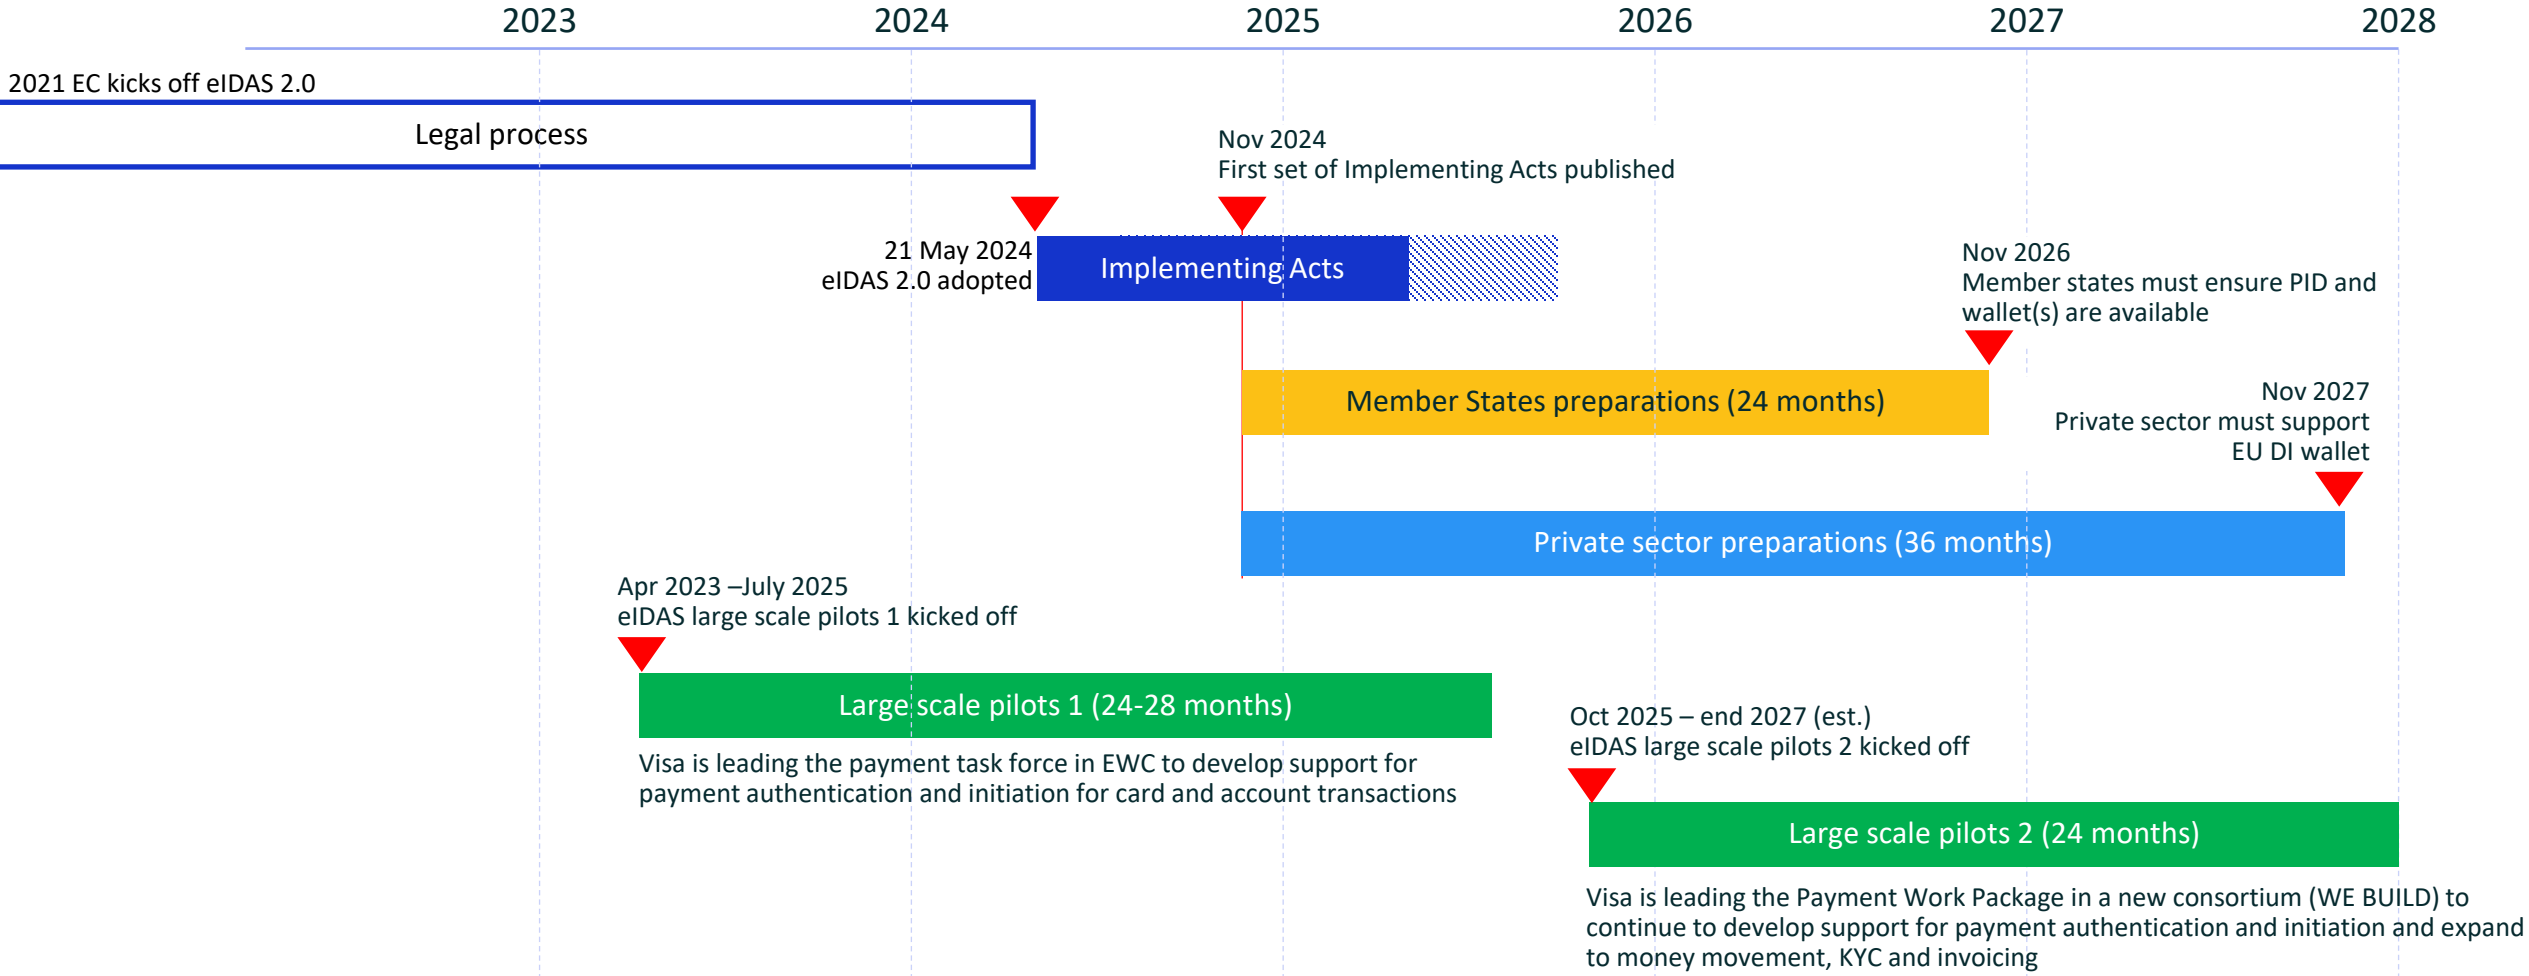 2023
2024
2025
2026
2027
2028
2021 EC kicks off eIDAS 2.0
Legal process
Nov 2024
First set of Implementing Acts published
21 May 2024
eIDAS 2.0 adopted
Implementing Acts
Nov 2026
Member states must ensure PID and
wallet(s) are available
Member States preparations (24 months)
Nov 2027
Private sector must support
EU DI wallet
Private sector preparations (36 months)
Apr 2023 –July 2025
eIDAS large scale pilots 1 kicked off
Large scale pilots 1 (24-28 months)
Visa is leading the payment task force in EWC to develop support for
payment authentication and initiation for card and account transactions
Oct 2025 – end 2027 (est.)
eIDAS large scale pilots 2 kicked off
Large scale pilots 2 (24 months)
Visa is leading the Payment Work Package in a new consortium (WE BUILD) to
continue to develop support for payment authentication and initiation and expand
to money movement, KYC and invoicing